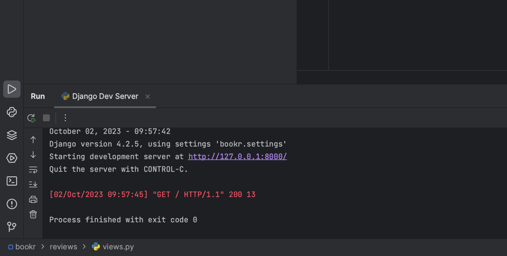 Run
Django Dev Server
October 02, 2023 - 09:57:42
Django version 4.2.5, using settings 'bookr.settings'
Starting development server at http://127.0.0.1:8000/
Quit the server with CONTROL-C.
[02/Oct/2023 09:57:45] "GET / HTTP/1.1" 200 13
Process finished with exit code 0
bookr > reviews > views.py